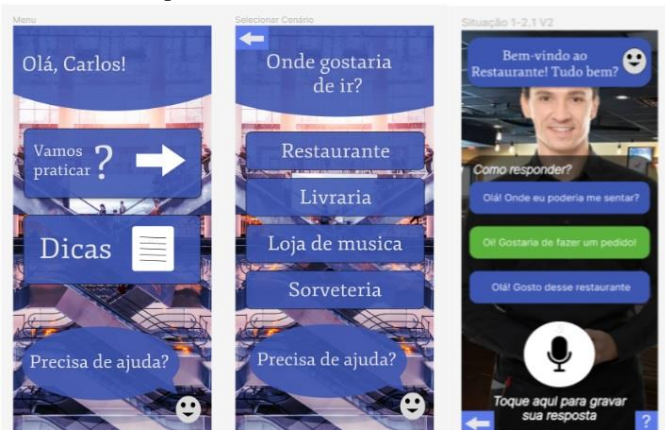 Menu
Olá, Carlos!
Vamos
praticar ?
Dicas
Precisa de ajuda?
Selecionar Cenário
Onde gostaria
de ir?
Restaurante
Livraria
Loja de musica
Sorveteria
Precisa de ajuda?
Situação 1-2.1 V2
Bem-vindo ao
Restaurante! Tudo bem?
Como responder?
Olá! Onde eu poderia me sentar?
Oi! Gostaria de fazer um pedido!
Olá! Gosto desse restaurante
Toque aqui para gravar
sua resposta
?